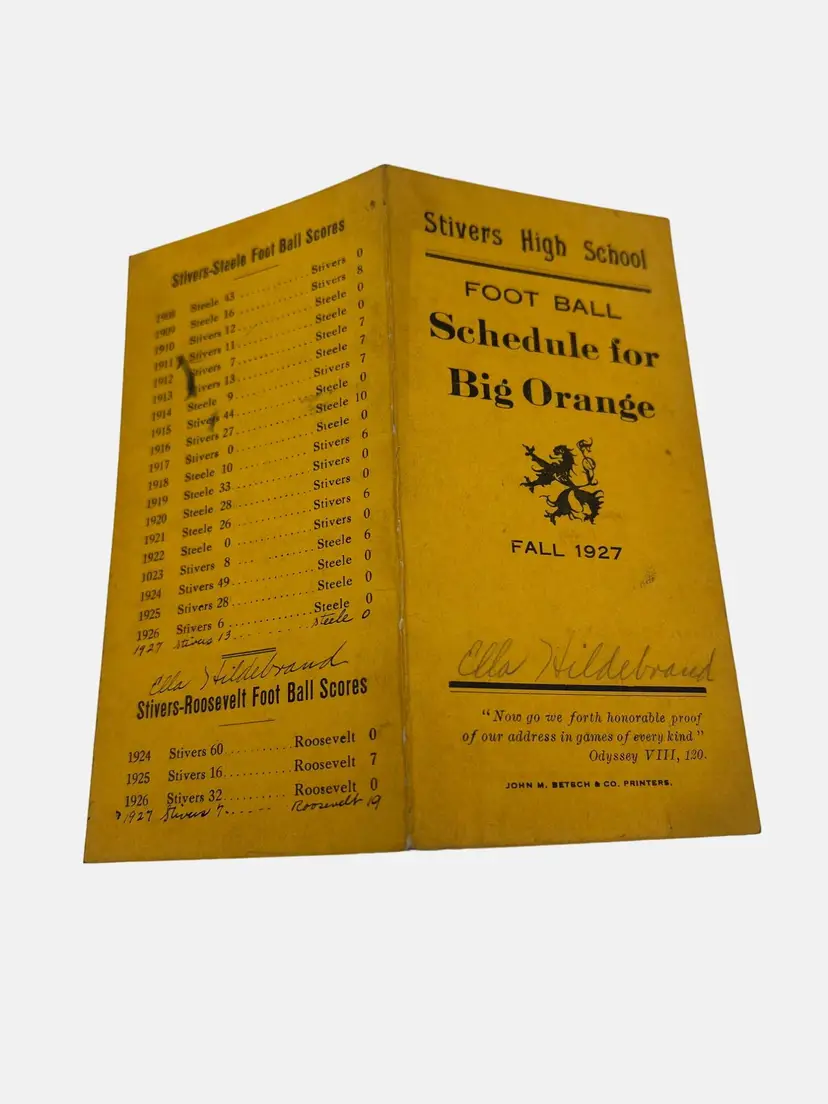 Stivers-Steele Foot Ball Scores
1908 Steele 43 .......... Stivers 0
1909 Steele 16 .......... Stivers 8
1910 Stivers 12 .......... Steele 0
1911 Stivers 11 .......... Steele 0
1912 Stivers 7 .......... Steele 7
1913 Stivers 13 .......... Steele 7
1914 Steele 9 .......... Stivers 7
1915 Stivers 44 .......... Steele 0
1916 Stivers 27 .......... Steele 10
1917 Stivers 0 .......... Steele 0
1918 Steele 10 .......... Stivers 6
1919 Steele 33 .......... Stivers 0
1920 Steele 28 .......... Stivers 0
1921 Steele 26 .......... Stivers 6
1922 Steele 0 .......... Stivers 0
1023 Stivers 8 .......... Steele 6
1924 Stivers 49 .......... Steele 0
1925 Stivers 28 .......... Steele 0
1926 Stivers 6 .......... Steele 0
1927 Stivers 13 .......... Steele 0
Ella Hildebrand
Stivers-Roosevelt Foot Ball Scores
1924 Stivers 60 .......... Roosevelt 0
1925 Stivers 16 .......... Roosevelt 7
1926 Stivers 32 .......... Roosevelt 0
1927 Stivers 7 ...... Roosevelt 19
Stivers High School
FOOT BALL
Schedule for
Big Orange
FALL 1927
Ella Hildebrand
"Now go we forth honorable proof
of our address in games of every kind"
Odyssey VIII, 120.
JOHN M. BETSCH & CO. PRINTERS.